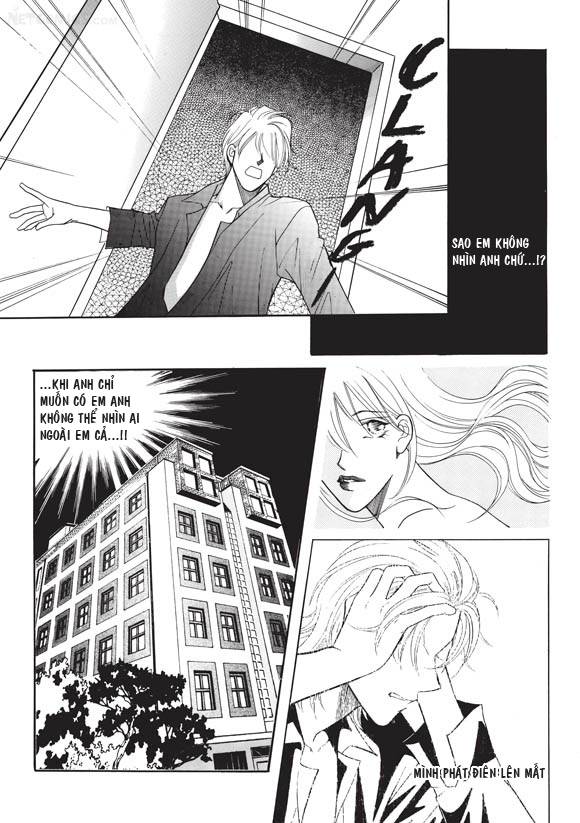 CLANG!
SAO EM KHÔNG
NHÌN ANH CHỨ...!?
...KHI ANH CHỈ
MUỐN CÓ EM ANH
KHÔNG THỂ NHÌN AI
NGOÀI EM CẢ...!!
MÌNH PHÁT ĐIÊN LÊN MẤT